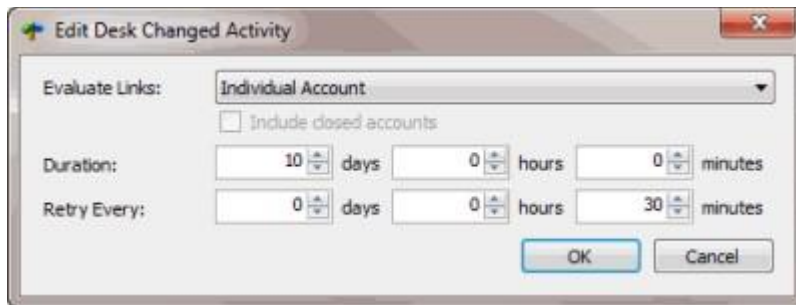 Edit Desk Changed Activity
Evaluate Links: Individual Account
Include closed accounts
Duration: 10 days 0 hours 0 minutes
Retry Every: 0 days 0 hours 30 minutes
OK Cancel